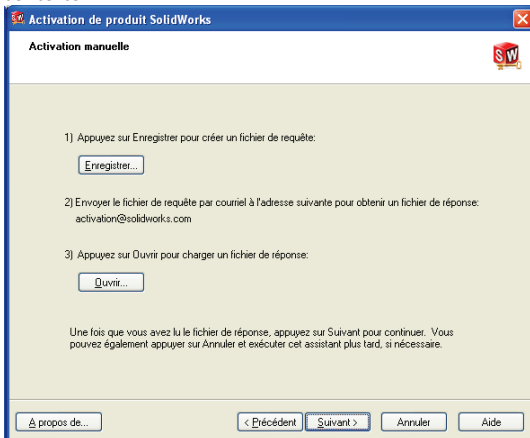 Activation de produit SolidWorks
Activation manuelle
SW
1) Appuyez sur Enregistrer pour créer un fichier de requête:
Enregistrer...
2) Envoyer le fichier de requête par courriel à l'adresse suivante pour obtenir un fichier de réponse:
activation@solidworks.com
3) Appuyez sur Ouvrir pour charger un fichier de réponse:
Ouvrir...
Une fois que vous avez lu le fichier de réponse, appuyez sur Suivant pour continuer. Vous
pouvez également appuyer sur Annuler et exécuter cet assistant plus tard, si nécessaire.
A propos de... < Précédent Suivant > Annuler Aide